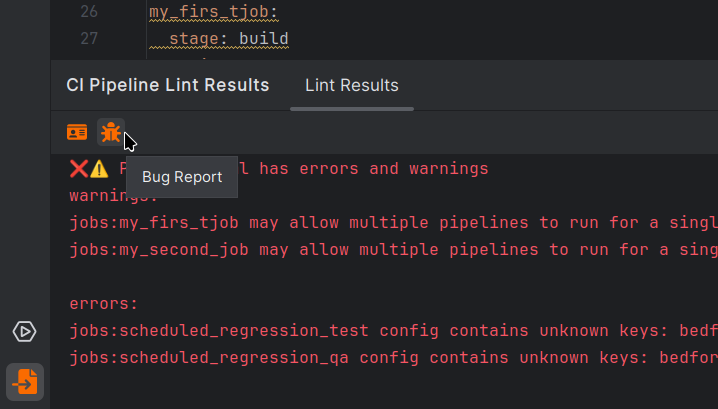 26 my_firs_tjob:
27 stage: build
CI Pipeline Lint Results Lint Results
has errors and warnings
Bug Report
warnings:
jobs:my_firs_tjob may allow multiple pipelines to run for a singl
jobs:my_second_job may allow multiple pipelines to run for a sing
errors:
jobs:scheduled_regression_test config contains unknown keys: bedf
jobs:scheduled_regression_qa config contains unknown keys: bedfor